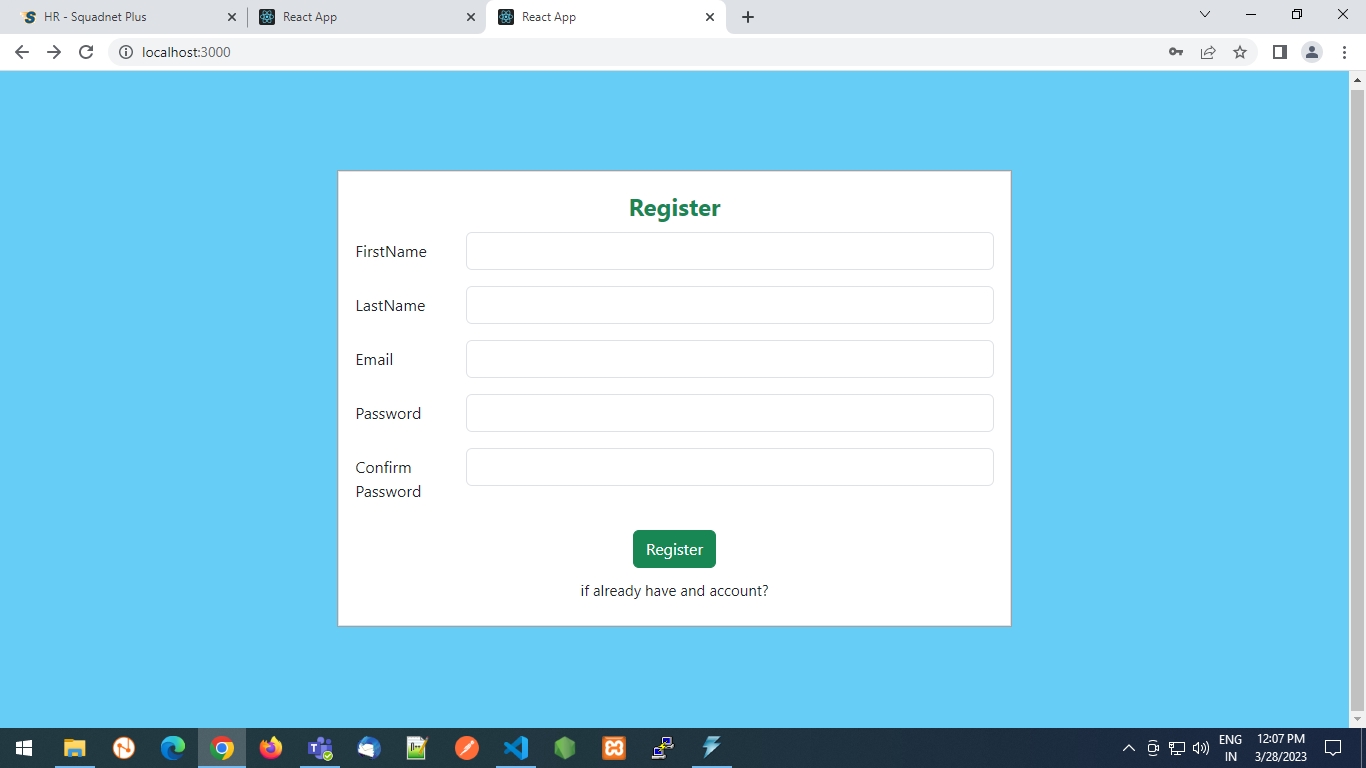 HR - Squadnet Plus
React App
React App
localhost:3000
Register
FirstName
LastName
Email
Password
Confirm
Password
Register
if already have and account?
ENG
IN
12:07 PM
3/28/2023